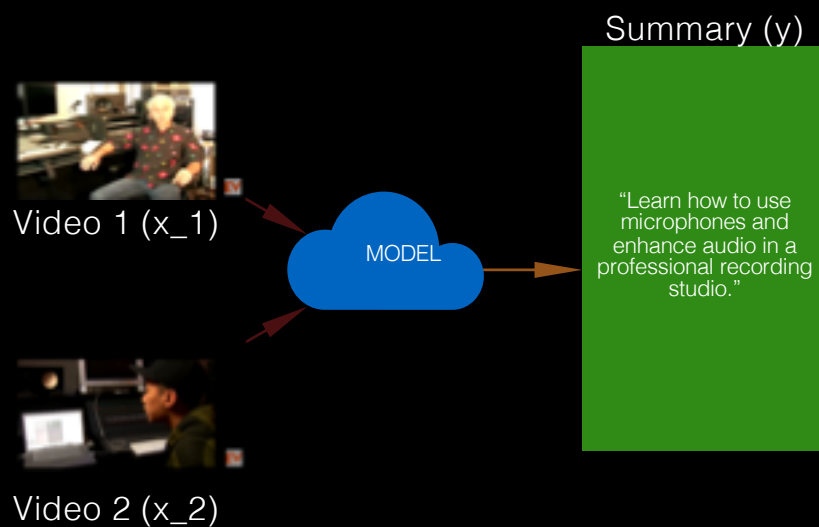 Summary (y)
Video 1 (x_1)
MODEL
“Learn how to use
microphones and
enhance audio in a
professional recording
studio.”
Video 2 (x_2)